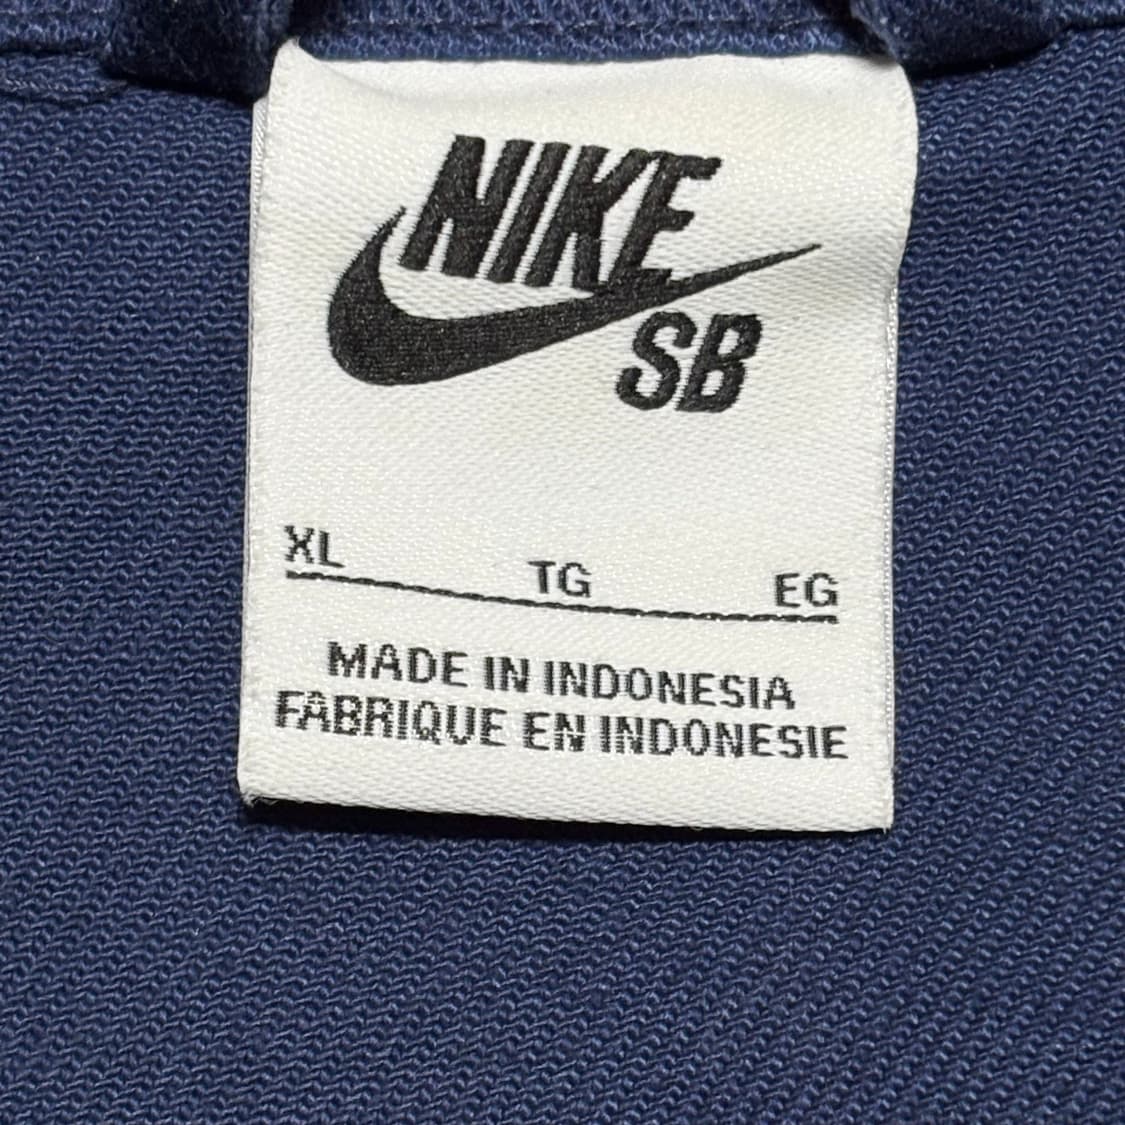 NIKE
SB
XL TG EG
MADE IN INDONESIA
FABRIQUE EN INDONESIE